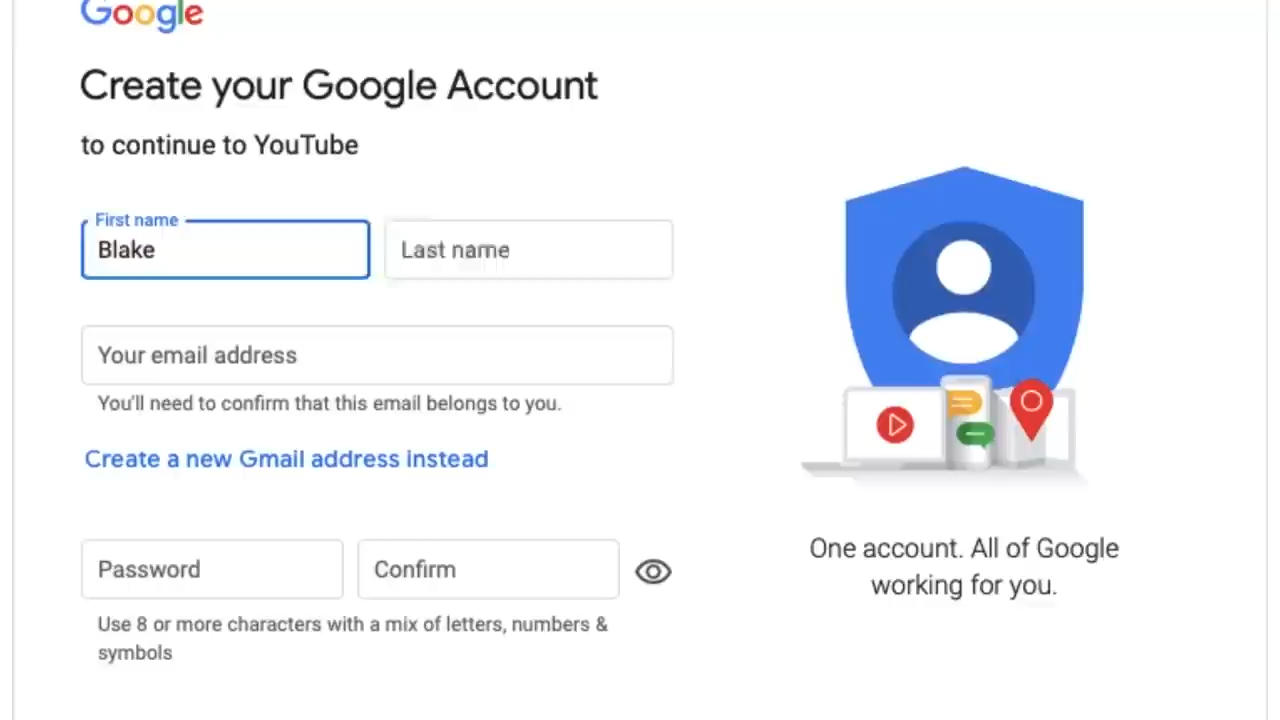 Google
Create your Google Account
to continue to YouTube
First name
Blake
Last name
Your email address
You'll need to confirm that this email belongs to you.
Create a new Gmail address instead
Password
Confirm
Use 8 or more characters with a mix of letters, numbers &
symbols
One account. All of Google
working for you.